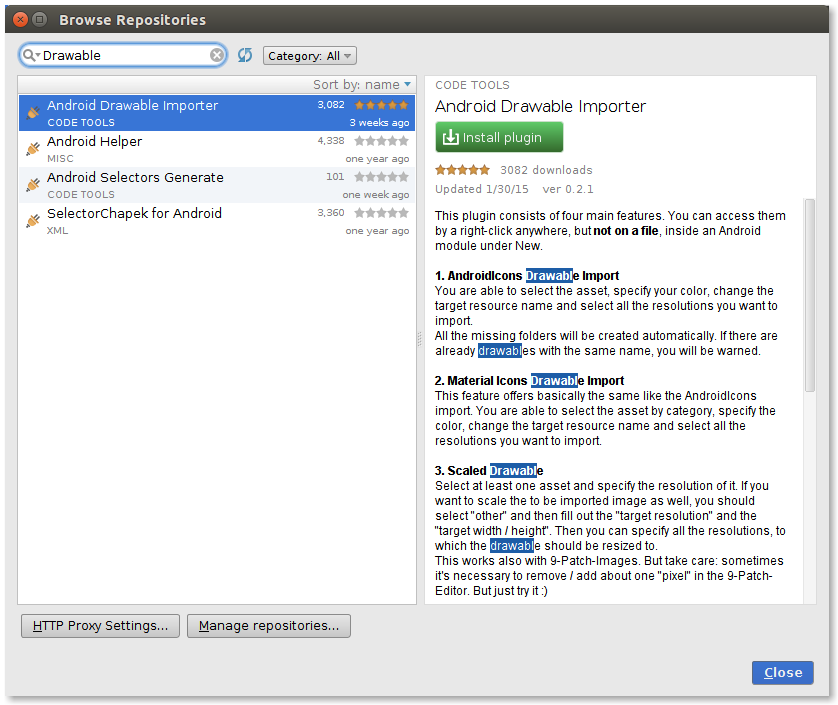 Browse Repositories
Drawable
Category: All
Sort by: name
Android Drawable Importer 3,082
CODE TOOLS 3 weeks ago
Android Helper 4,338
MISC one year ago
Android Selectors Generate 101
CODE TOOLS one week ago
SelectorChapek for Android 3,360
XML one year ago
CODE TOOLS
Android Drawable Importer
Install plugin
3082 downloads
Updated 1/30/15 ver 0.2.1
This plugin consists of four main features. You can access them
by a right-click anywhere, but not on a file, inside an Android
module under New.
1. AndroidIcons Drawable Import
You are able to select the asset, specify your color, change the
target resource name and select all the resolutions you want to
import.
All the missing folders will be created automatically. If there are
already drawables with the same name, you will be warned.
2. Material Icons Drawable Import
This feature offers basically the same like the AndroidIcons
import. You are able to select the asset by category, specify the
color, change the target resource name and select all the
resolutions you want to import.
3. Scaled Drawable
Select at least one asset and specify the resolution of it. If you
want to scale the to be imported image as well, you should
select "other" and then fill out the "target resolution" and the
"target width / height". Then you can specify all the resolutions, to
which the drawable should be resized to.
This works also with 9-Patch-Images. But take care: sometimes
it's necessary to remove / add about one "pixel" in the 9-Patch-
Editor. But just try it :)
HTTP Proxy Settings...
Manage repositories...
Close